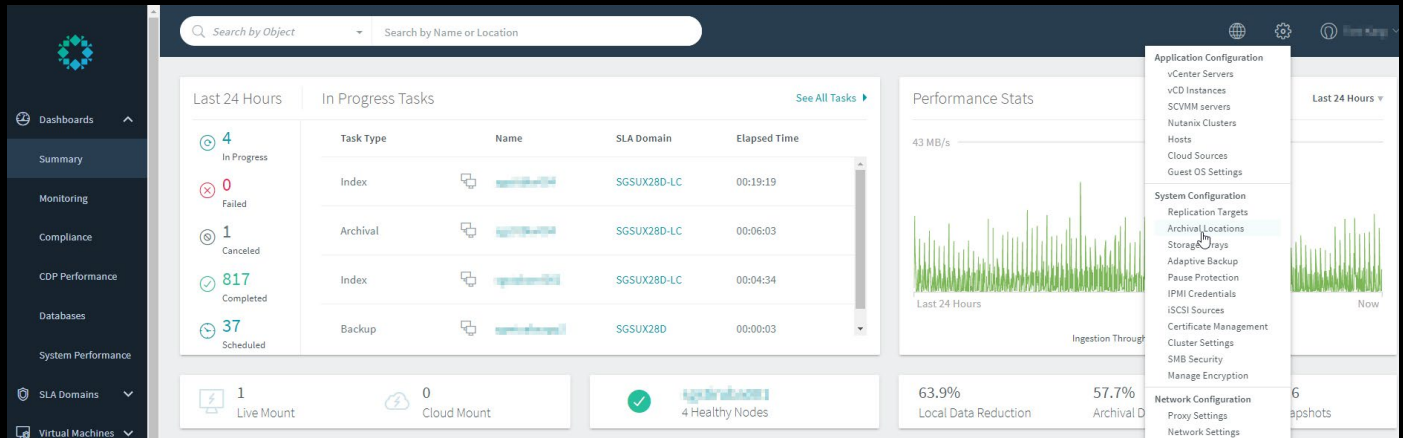 Search by Object
Search by Name or Location
Dashboards
Summary
Monitoring
Compliance
CDP Performance
Databases
System Performance
SLA Domains
Virtual Machines
Last 24 Hours
4
In Progress
0
Failed
1
Canceled
817
Completed
37
Scheduled
In Progress Tasks
See All Tasks
Task Type Name SLA Domain Elapsed Time
Index SGSUX28D-LC 00:19:19
Archival SGSUX28D-LC 00:06:03
Index SGSUX28D-LC 00:04:34
Backup SGSUX28D 00:00:03
Performance Stats
Last 24 Hours
43 MB/s
Last 24 Hours
Now
Ingestion
1
Live Mount
0
Cloud Mount
4 Healthy Nodes
63.9%
Local Data Reduction
57.7%
Archival
Application Configuration
vCenter Servers
vCD Instances
SCVMM servers
Nutanix Clusters
Hosts
Cloud Sources
Guest OS Settings
System Configuration
Replication Targets
Archival Locations
Storage Arrays
Adaptive Backup
Pause Protection
IPMI Credentials
iSCSI Sources
Certificate Management
Cluster Settings
SMB Security
Manage Encryption
Network Configuration
Proxy Settings
Network Settings